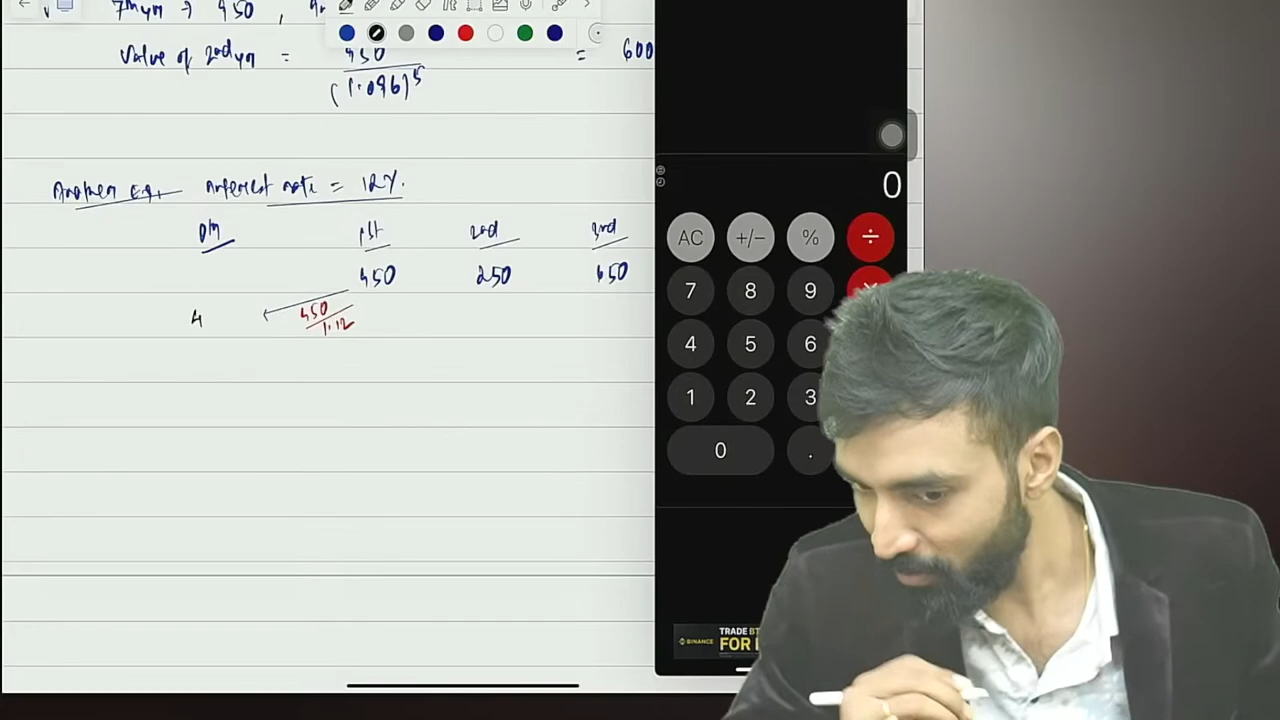 7th yr → 450 ,
Value of 2nd yr = 450 / (1.096)^5 = 600
0
Another Eg, Interest rate = 12%.
1st 2nd 3rd
450 250 650
4 450 / 1.12
AC +/− % ÷
7 8 9 ×
4 5 6
1 2 3
0 .
BINANCE TRADE BT
FOR